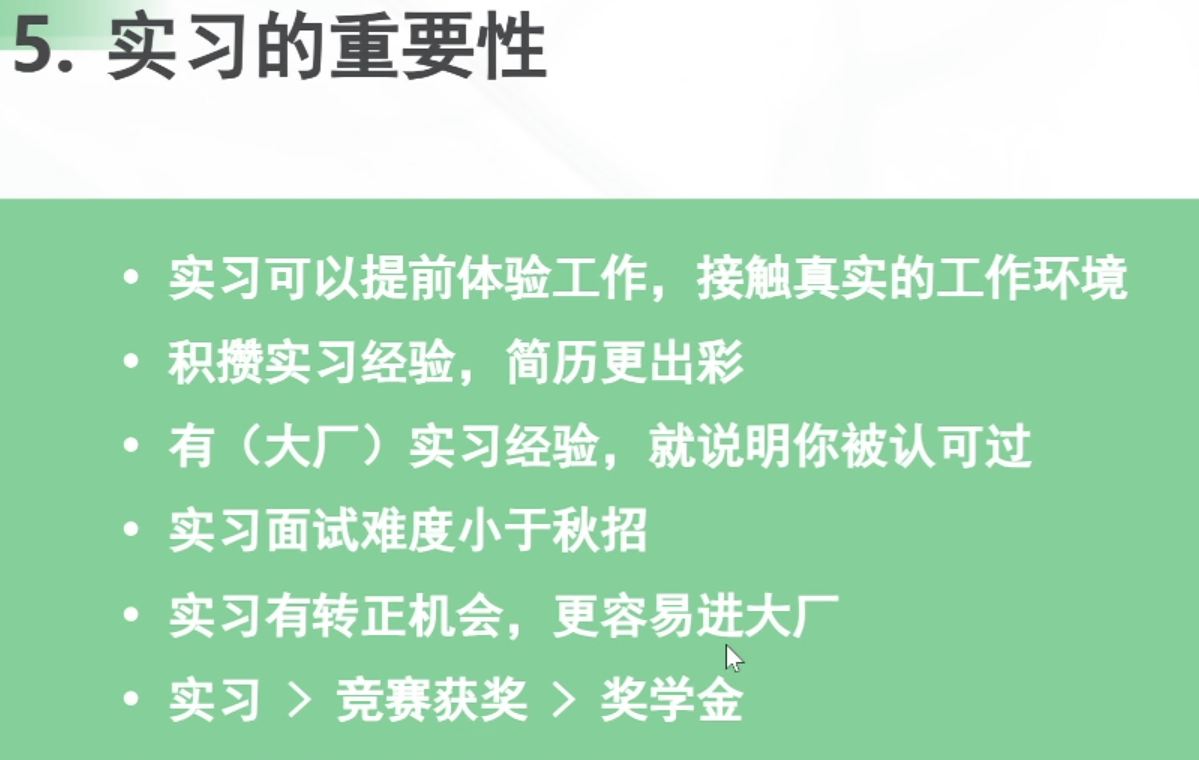 5. 实习的重要性
• 实习可以提前体验工作，接触真实的工作环境
• 积攒实习经验，简历更出彩
• 有（大厂）实习经验，就说明你被认可过
• 实习面试难度小于秋招
• 实习有转正机会，更容易进大厂
• 实习 > 竞赛获奖 > 奖学金